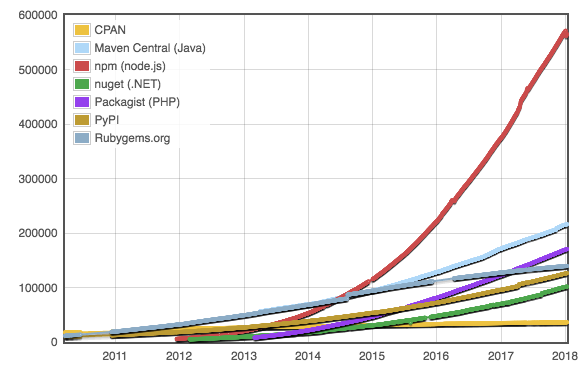 600000
500000
400000
300000
200000
100000
0
CPAN
Maven Central (Java)
npm (node.js)
nuget (.NET)
Packagist (PHP)
PyPI
Rubygems.org
2011 2012 2013 2014 2015 2016 2017 2018